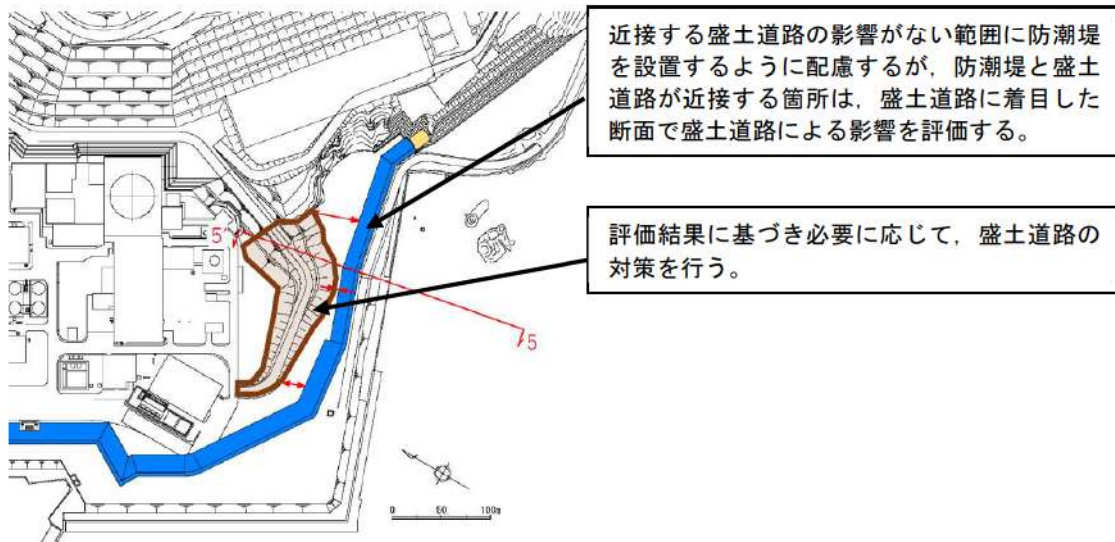 近接する盛土道路の影響がない範囲に防潮堤
を設置するように配慮するが，防潮堤と盛土
道路が近接する箇所は，盛土道路に着目した
断面で盛土道路による影響を評価する。
評価結果に基づき必要に応じて，盛土道路の
対策を行う。
5
5
0 50 100m